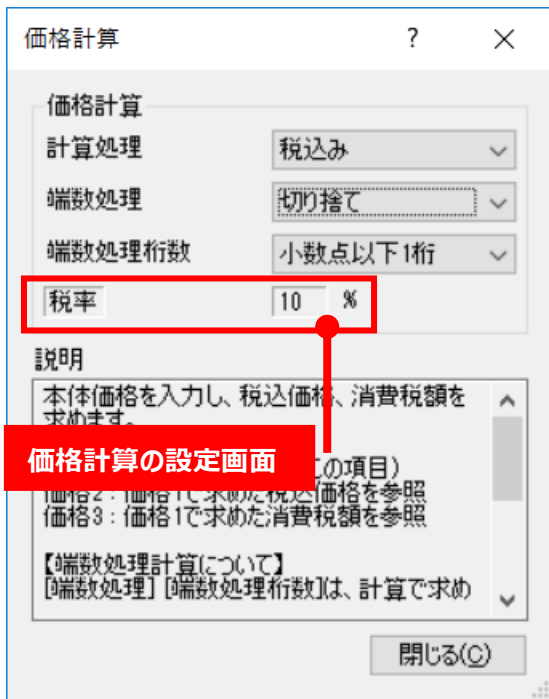 価格計算 ? ×
価格計算
計算処理 税込み
端数処理 切り捨て
端数処理桁数 小数点以下1桁
税率 10 %
説明
本体価格を入力し、税込価格、消費税額を
求めます。
価格計算の設定画面
の項目)
価格2：価格1で求めた税込価格を参照
価格3：価格1で求めた消費税額を参照
【端数処理計算について】
[端数処理] [端数処理桁数]は、計算で求め
閉じる(C)